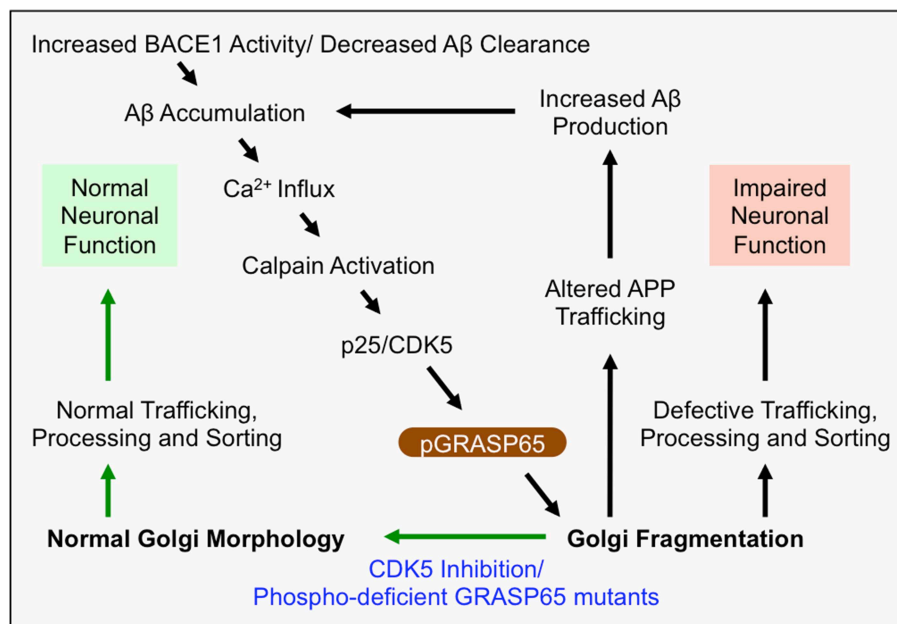 Increased BACE1 Activity/ Decreased Aβ Clearance
Aβ Accumulation
Increased Aβ
Production
Ca²⁺ Influx
Normal
Neuronal
Function
Impaired
Neuronal
Function
Calpain Activation
Altered APP
Trafficking
p25/CDK5
Normal Trafficking,
Processing and Sorting
pGRASP65
Defective Trafficking,
Processing and Sorting
Normal Golgi Morphology
Golgi Fragmentation
CDK5 Inhibition/
Phospho-deficient GRASP65 mutants